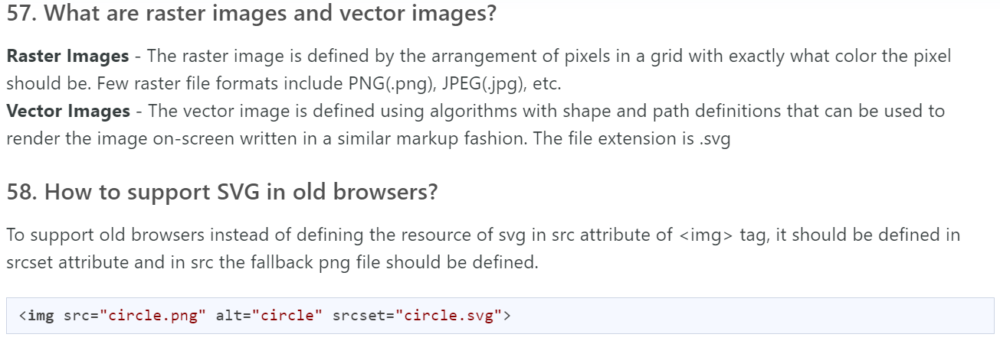 57. What are raster images and vector images?
Raster Images - The raster image is defined by the arrangement of pixels in a grid with exactly what color the pixel
should be. Few raster file formats include PNG(.png), JPEG(.jpg), etc.
Vector Images - The vector image is defined using algorithms with shape and path definitions that can be used to
render the image on-screen written in a similar markup fashion. The file extension is .svg
58. How to support SVG in old browsers?
To support old browsers instead of defining the resource of svg in src attribute of <img> tag, it should be defined in
srcset attribute and in src the fallback png file should be defined.
<img src="circle.png" alt="circle" srcset="circle.svg">